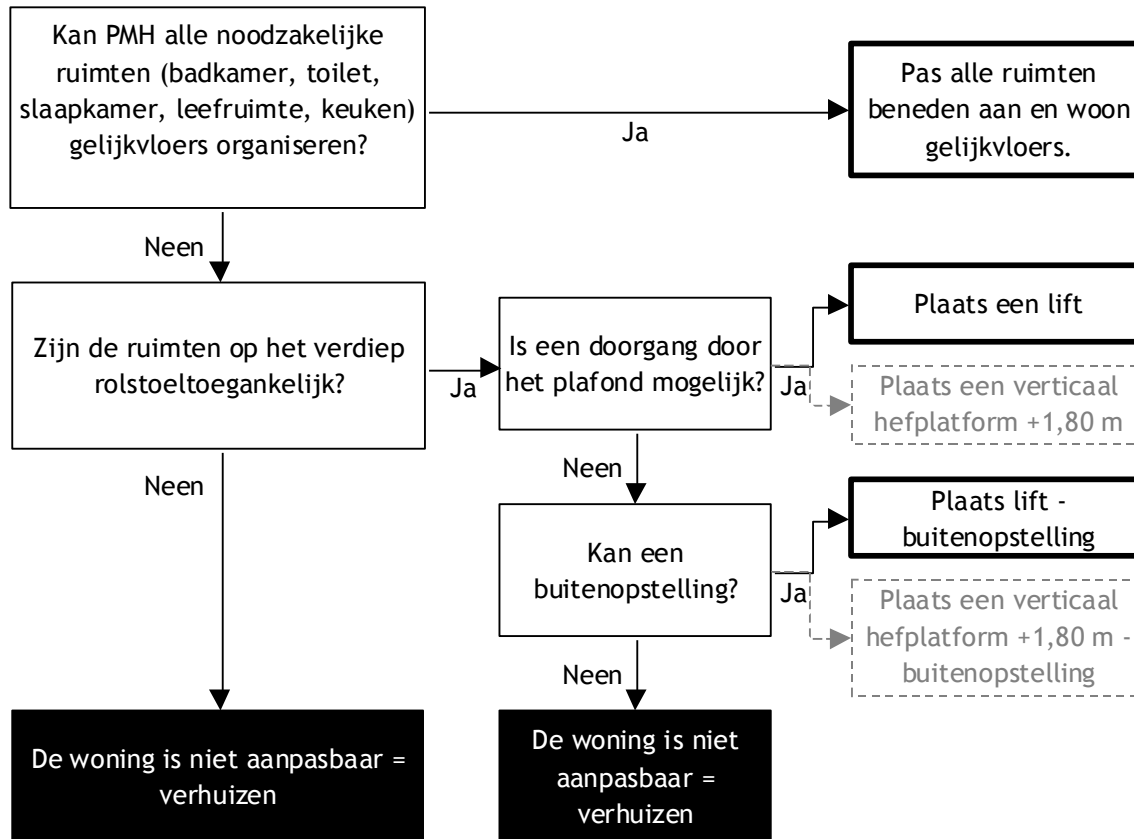 Kan PMH alle noodzakelijke
ruimten (badkamer, toilet,
slaapkamer, leefruimte, keuken)
gelijkvloers organiseren?
Ja
Pas alle ruimten
beneden aan en woon
gelijkvloers.
Neen
Zijn de ruimten op het verdiep
rolstoeltoegankelijk?
Ja
Is een doorgang door
het plafond mogelijk?
Ja
Plaats een lift
Plaats een verticaal
hefplatform +1,80 m
Neen
Neen
Kan een
buitenopstelling?
Ja
Plaats lift -
buitenopstelling
Plaats een verticaal
hefplatform +1,80 m -
buitenopstelling
Neen
De woning is niet aanpasbaar =
verhuizen
De woning is niet
aanpasbaar =
verhuizen